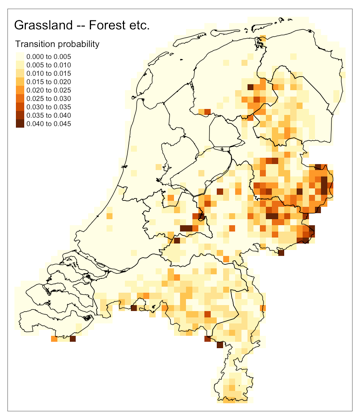 Grassland -- Forest etc.
Transition probability
0.000 to 0.005
0.005 to 0.010
0.010 to 0.015
0.015 to 0.020
0.020 to 0.025
0.025 to 0.030
0.030 to 0.035
0.035 to 0.040
0.040 to 0.045